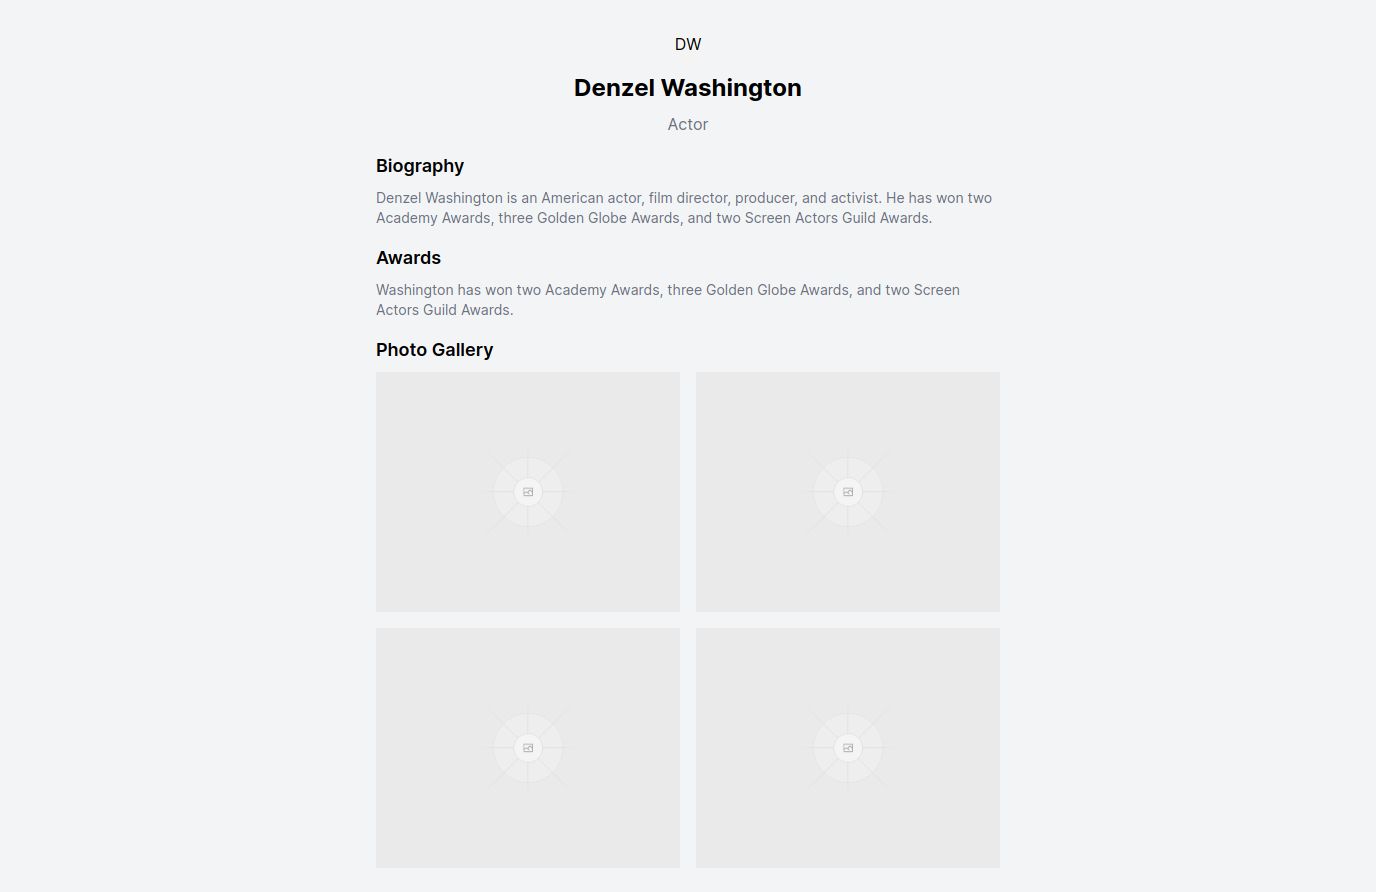 DW
Denzel Washington
Actor
Biography
Denzel Washington is an American actor, film director, producer, and activist. He has won two
Academy Awards, three Golden Globe Awards, and two Screen Actors Guild Awards.
Awards
Washington has won two Academy Awards, three Golden Globe Awards, and two Screen
Actors Guild Awards.
Photo Gallery